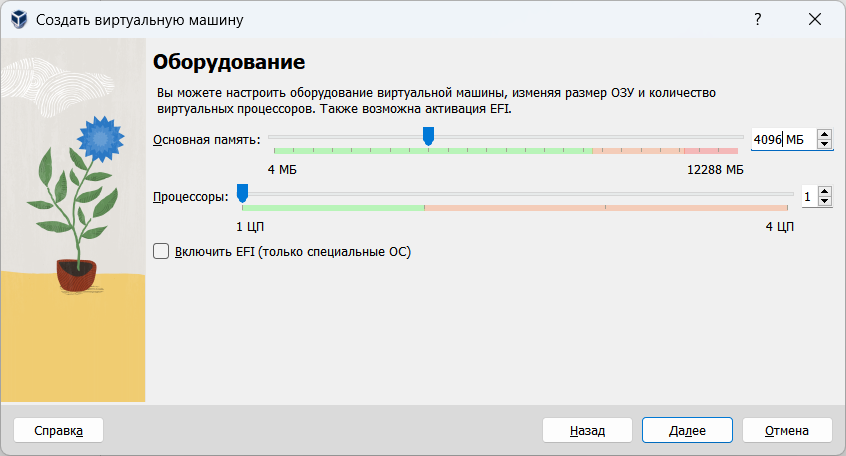 Создать виртуальную машину
?
Оборудование
Вы можете настроить оборудование виртуальной машины, изменяя размер ОЗУ и количество
виртуальных процессоров. Также возможна активация EFI.
Основная память: 4096 МБ
4 МБ 12288 МБ
Процессоры: 1
1 ЦП 4 ЦП
Включить EFI (только специальные ОС)
Справка Назад Далее Отмена